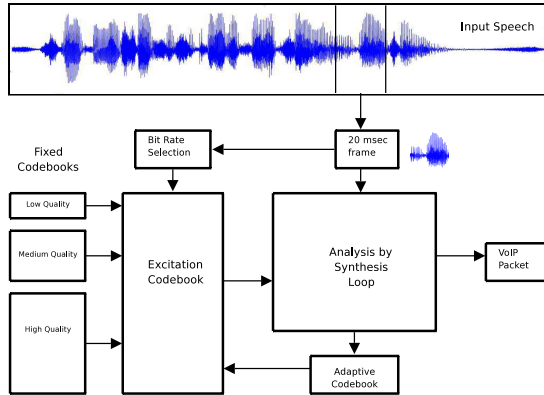 Input Speech
Bit Rate
Selection
20 msec
frame
Fixed
Codebooks
Low Quality
Medium Quality
High Quality
Excitation
Codebook
Analysis by
Synthesis
Loop
VoIP
Packet
Adaptive
Codebook